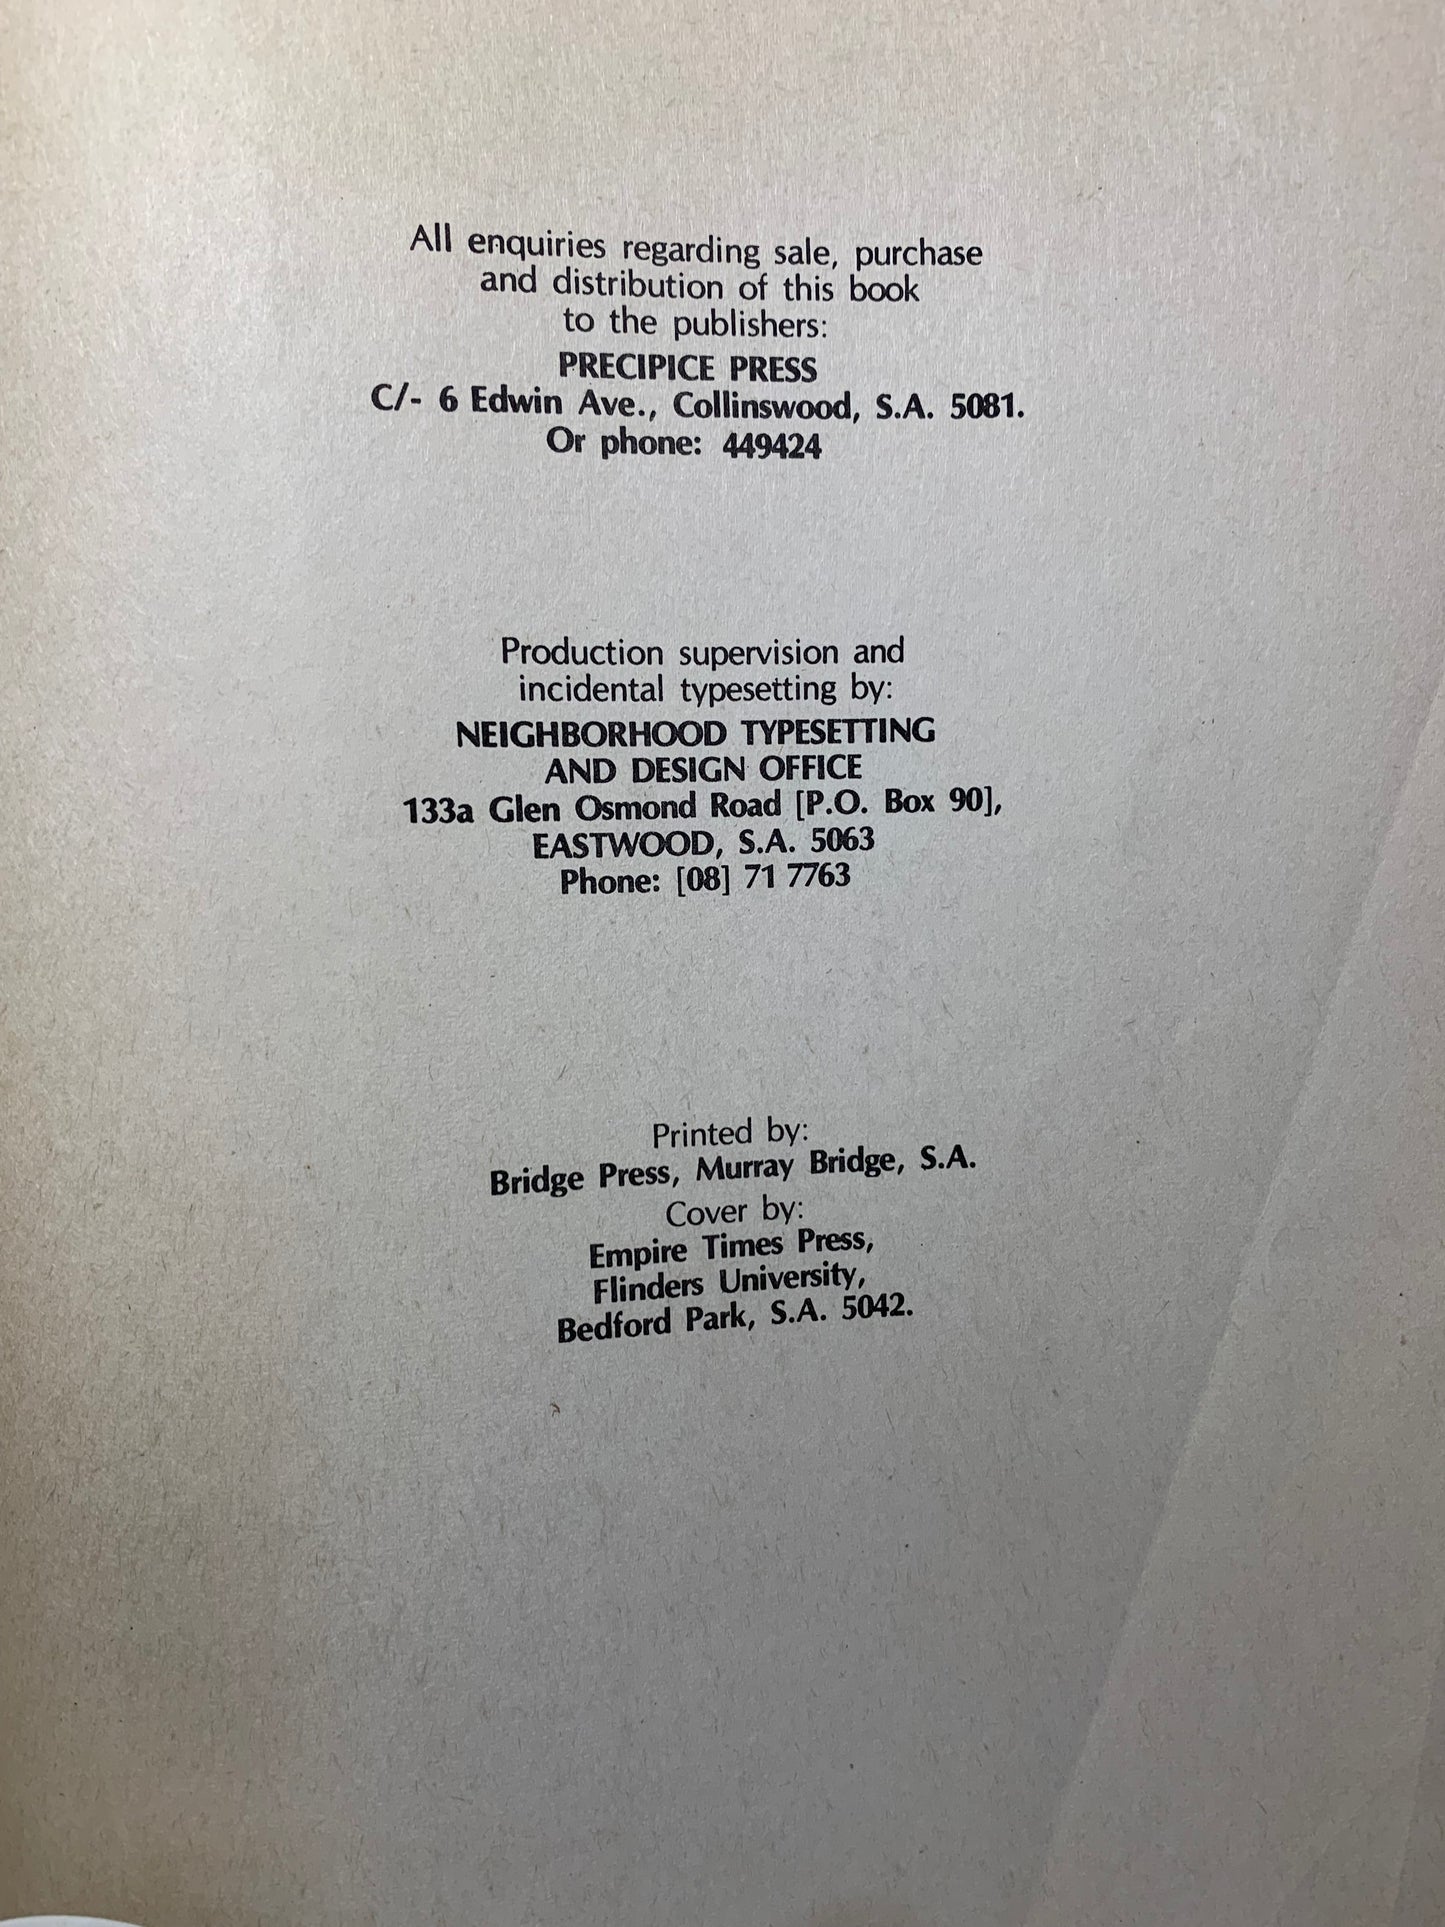 All enquiries regarding sale, purchase
and distribution of this book
to the publishers:
PRECIPICE PRESS
C/- 6 Edwin Ave., Collinswood, S.A. 5081.
Or phone: 449424
Production supervision and
incidental typesetting by:
NEIGHBORHOOD TYPESETTING
AND DESIGN OFFICE
133a Glen Osmond Road [P.O. Box 90],
EASTWOOD, S.A. 5063
Phone: [08] 71 7763
Printed by:
Bridge Press, Murray Bridge, S.A.
Cover by:
Empire Times Press,
Flinders University,
Bedford Park, S.A. 5042.